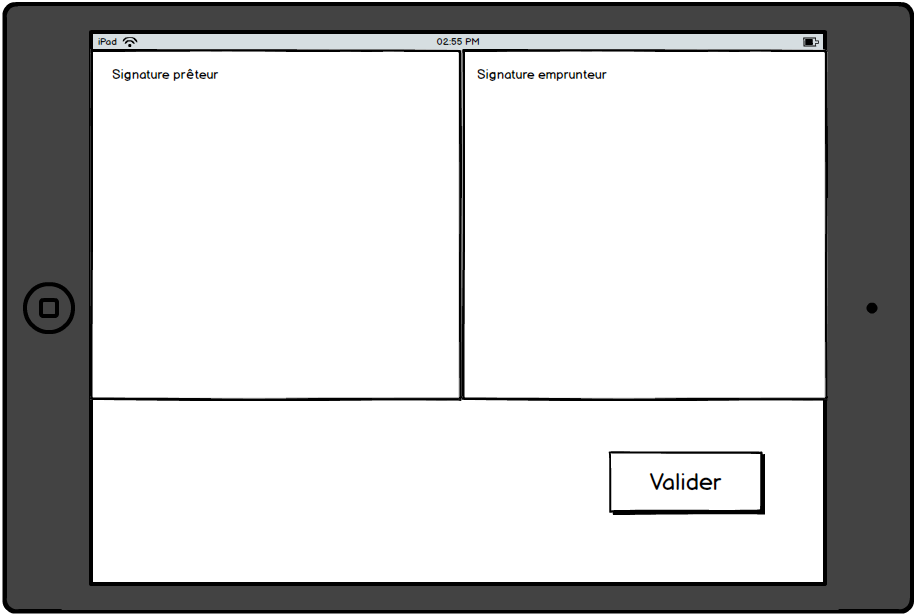 iPad 02:55 PM
Signature prêteur
Signature emprunteur
Valider